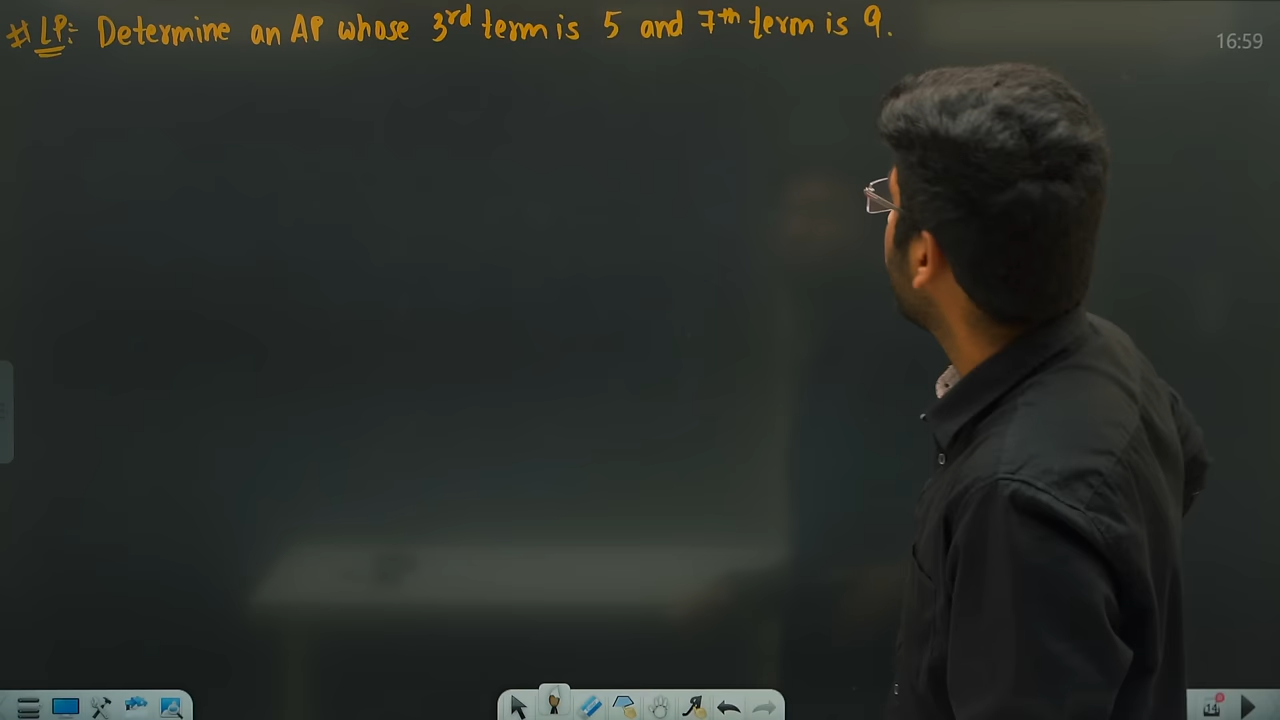 # LP:- Determine an AP whose 3rd term is 5 and 7th term is 9.
16:59